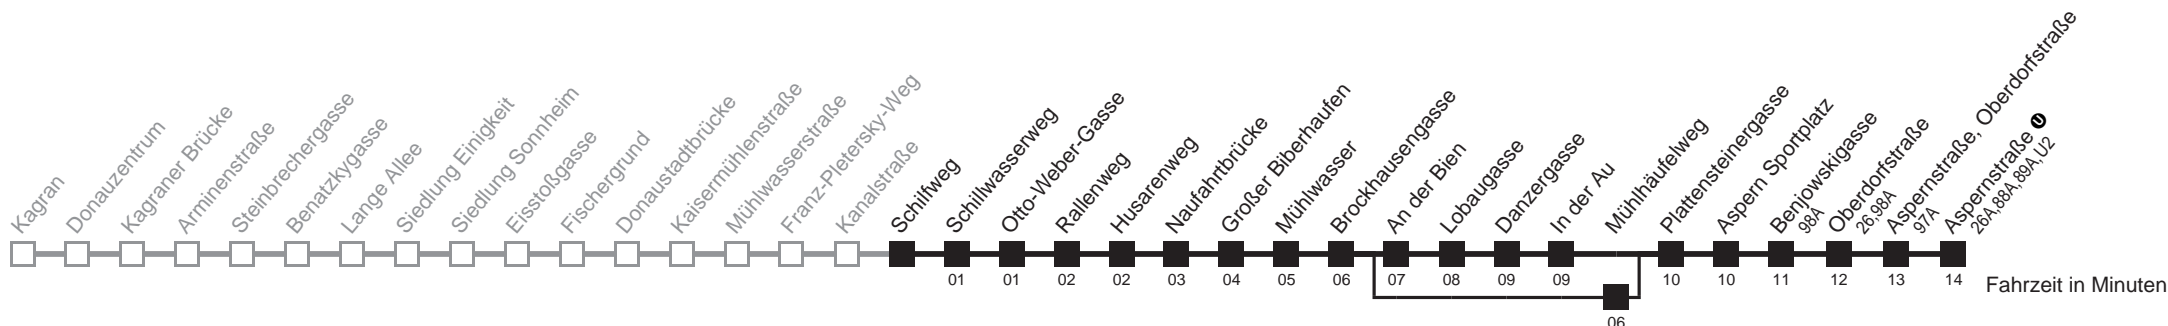 Kagran
Donauzentrum
Kagraner Brücke
Arminenstraße
Steinbrechergasse
Benatzkygasse
Lange Allee
Siedlung Einigkeit
Siedlung Sonnheim
Eisstoßgasse
Fischergrund
Donaustadtbrücke
Kaisermühlenstraße
Mühlwasserstraße
Franz-Pletersky-Weg
Kanalstraße
Schilfweg
Schillwasserweg
Otto-Weber-Gasse
Rallenweg
Husarenweg
Naufahrtbrücke
Großer Biberhaufen
Mühlwasser
Brockhausengasse
An der Bien
Lobaugasse
Danzergasse
In der Au
Mühlhäufelweg
Plattensteinergasse
Aspern Sportplatz
Benjowskigasse
98A
Oberdorfstraße
26,98A
Aspernstraße, Oberdorfstraße
97A
Aspernstraße U
26A,88A,89A,U2
01 01 02 02 03 04 05 06 07 08 09 09 10 10 11 12 13 14 Fahrzeit in Minuten
06